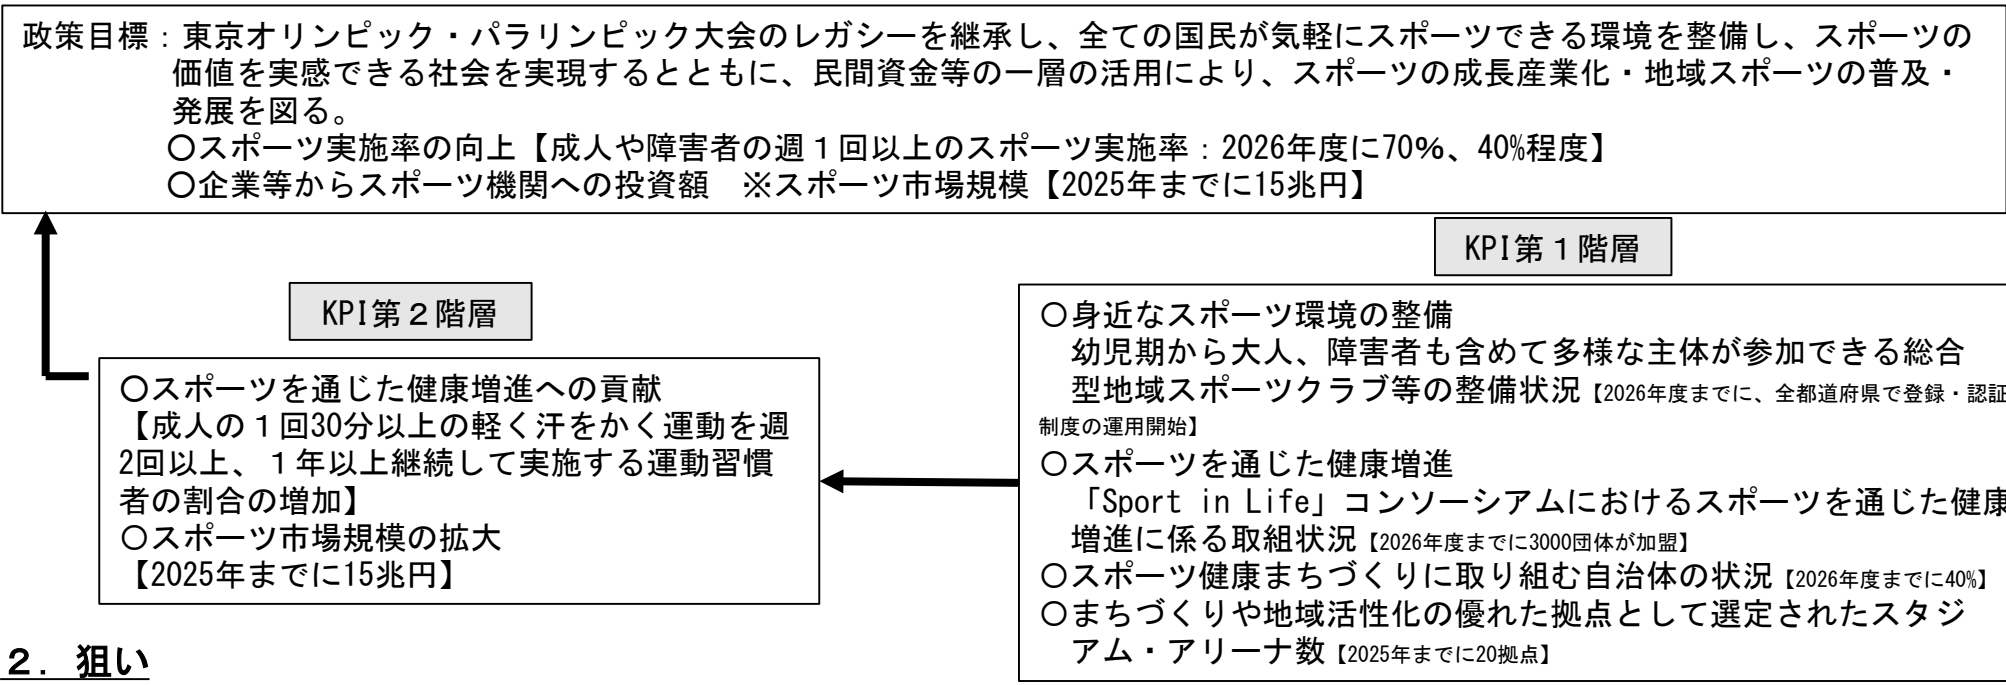 政策目標：東京オリンピック・パラリンピック大会のレガシーを継承し、全ての国民が気軽にスポーツできる環境を整備し、スポーツの
価値を実感できる社会を実現するとともに、民間資金等の一層の活用により、スポーツの成長産業化・地域スポーツの普及・
発展を図る。
〇スポーツ実施率の向上【成人や障害者の週１回以上のスポーツ実施率：2026年度に70％、40%程度】
〇企業等からスポーツ機関への投資額　※スポーツ市場規模【2025年までに15兆円】
KPI第１階層
KPI第２階層
〇身近なスポーツ環境の整備
幼児期から大人、障害者も含めて多様な主体が参加できる総合
型地域スポーツクラブ等の整備状況【2026年度までに、全都道府県で登録・認証
制度の運用開始】
〇スポーツを通じた健康増進
「Sport in Life」コンソーシアムにおけるスポーツを通じた健康
増進に係る取組状況【2026年度までに3000団体が加盟】
〇スポーツ健康まちづくりに取り組む自治体の状況【2026年度までに40%】
〇まちづくりや地域活性化の優れた拠点として選定されたスタジ
アム・アリーナ数【2025年までに20拠点】
〇スポーツを通じた健康増進への貢献
【成人の１回30分以上の軽く汗をかく運動を週
2回以上、１年以上継続して実施する運動習慣
者の割合の増加】
〇スポーツ市場規模の拡大
【2025年までに15兆円】
２．狙い